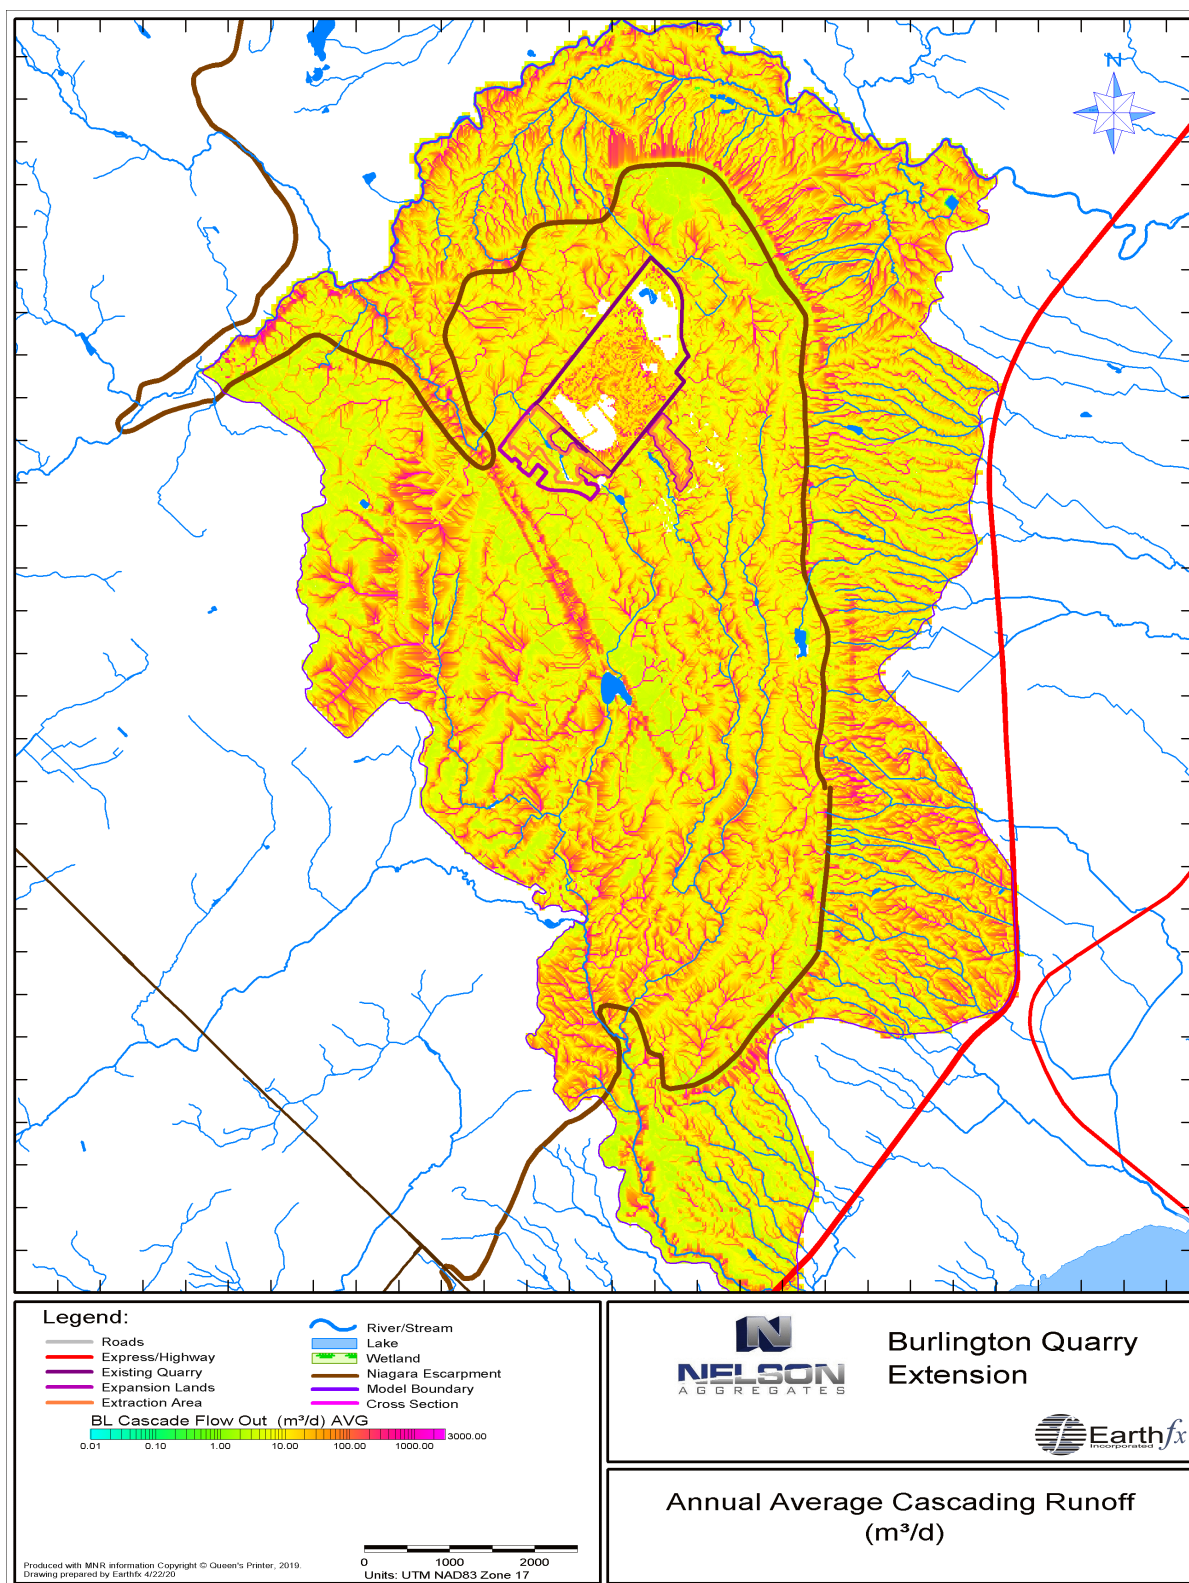 N
Legend:
Roads
Express/Highway
Existing Quarry
Expansion Lands
Extraction Area
River/Stream
Lake
Wetland
Niagara Escarpment
Model Boundary
Cross Section
BL Cascade Flow Out (m³/d) AVG
0.01 0.10 1.00 10.00 100.00 1000.00 3000.00
0 1000 2000
Units: UTM NAD83 Zone 17
Produced with MNR information Copyright © Queen's Printer, 2019.
Drawing prepared by Earthfx 4/22/20
N
NELSON
AGGREGATES
Burlington Quarry
Extension
Earthfx
Incorporated
Annual Average Cascading Runoff
(m³/d)